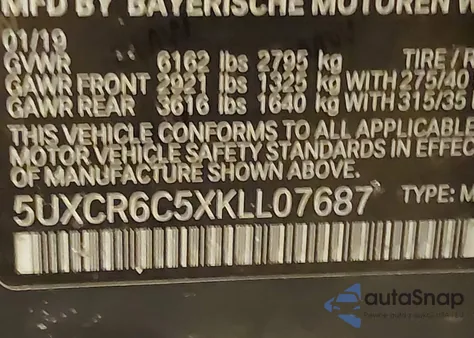 MFD BY BAYERISCHE MOTOREN W
01/19
GVWR 6162 lbs 2795 kg TIRE / R
GAWR FRONT 2921 lbs 1325 kg WITH 275/40
GAWR REAR 3616 lbs 1640 kg WITH 315/35
THIS VEHICLE CONFORMS TO ALL APPLICABLE
MOTOR VEHICLE SAFETY STANDARDS IN EFFEC
OF MANUFACTURE SHOWN ABOVE.
5UXCR6C5XKLL07687 TYPE: M
autoSnap